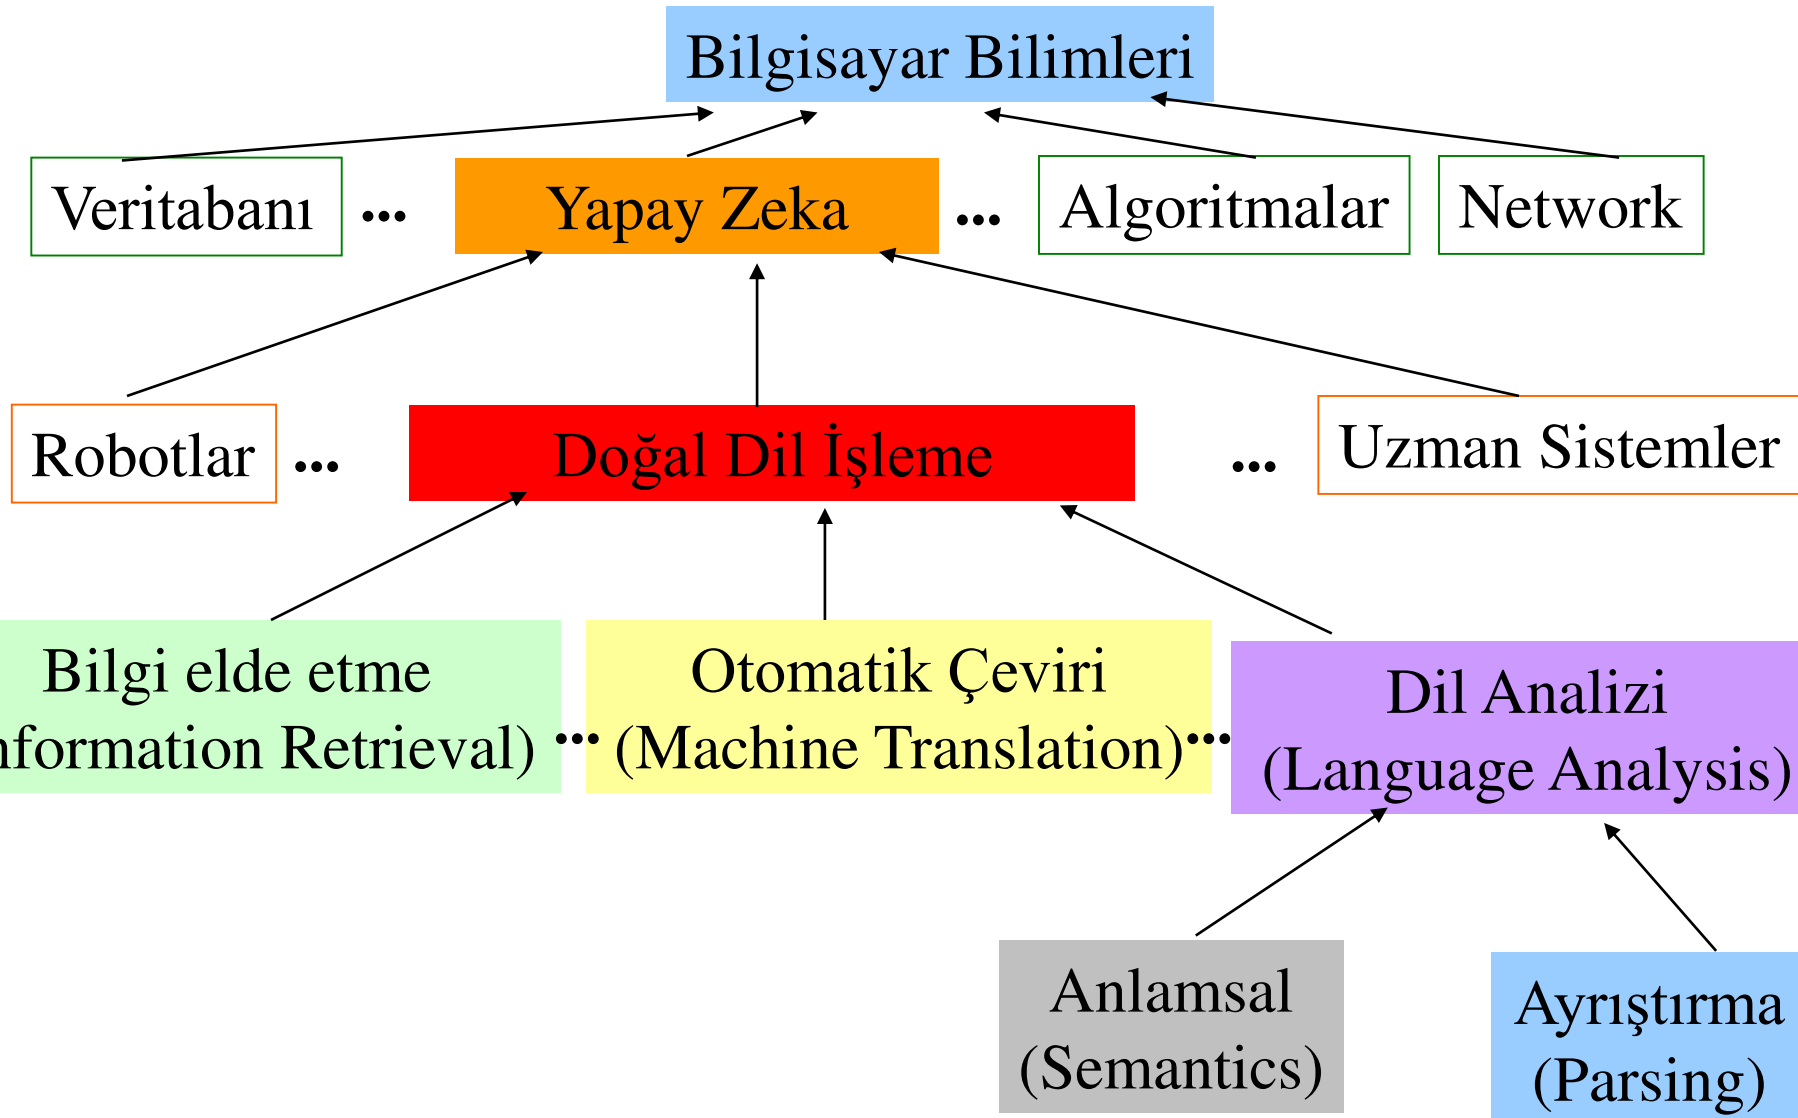 Bilgisayar Bilimleri
Veritabanı ... Yapay Zeka ... Algoritmalar Network
Robotlar ... Doğal Dil İşleme ... Uzman Sistemler
Bilgi elde etme
nformation Retrieval) ...
Otomatik Çeviri
(Machine Translation) ...
Dil Analizi
(Language Analysis)
Anlamsal
(Semantics)
Ayrıştırma
(Parsing)